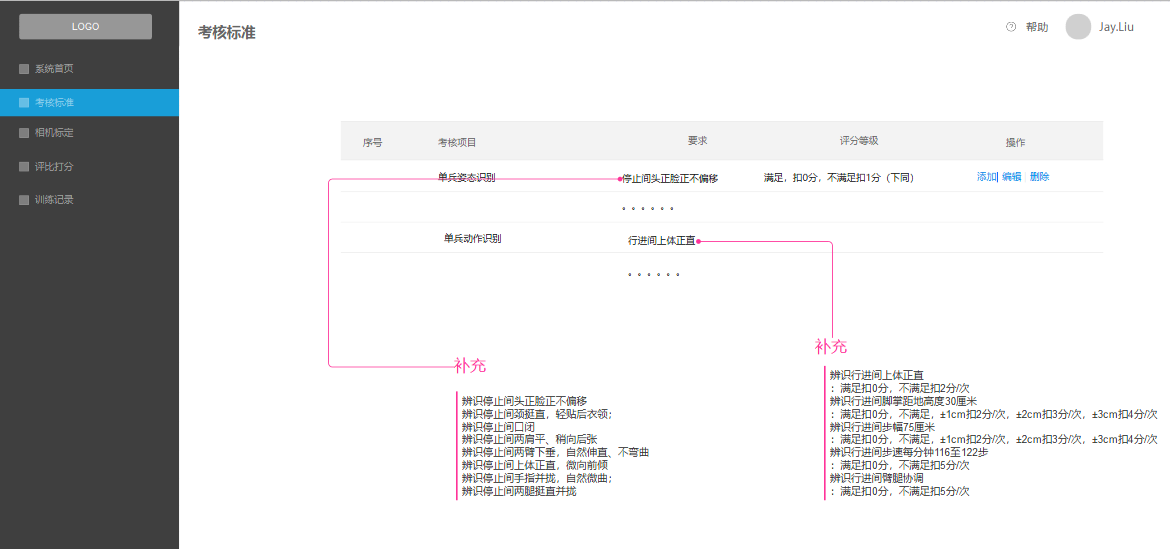 LOGO
考核标准
帮助
Jay.Liu
系统首页
考核标准
相机标定
评比打分
训练记录
序号 考核项目 要求 评分等级 操作
单兵姿态识别 停止间头正脸正不偏移 满足，扣0分，不满足扣1分（下同） 添加| 编辑 删除
。。。。。。
单兵动作识别 行进间上体正直
。。。。。。
补充
辨识停止间头正脸正不偏移
辨识停止间颈挺直，轻贴后衣领；
辨识停止间口闭
辨识停止间两肩平、稍向后张
辨识停止间两臂下垂，自然伸直、不弯曲
辨识停止间上体正直，微向前倾
辨识停止间手指并拢，自然微曲；
辨识停止间两腿挺直并拢
补充
辨识行进间上体正直
：满足扣0分，不满足扣2分/次
辨识行进间脚掌距地高度30厘米
：满足扣0分，不满足，±1cm扣2分/次，±2cm扣3分/次，±3cm扣4分/次
辨识行进间步幅75厘米
：满足扣0分，不满足，±1cm扣2分/次，±2cm扣3分/次，±3cm扣4分/次
辨识行进间步速每分钟116至122步
：满足扣0分，不满足扣5分/次
辨识行进间臂腿协调
：满足扣0分，不满足扣5分/次